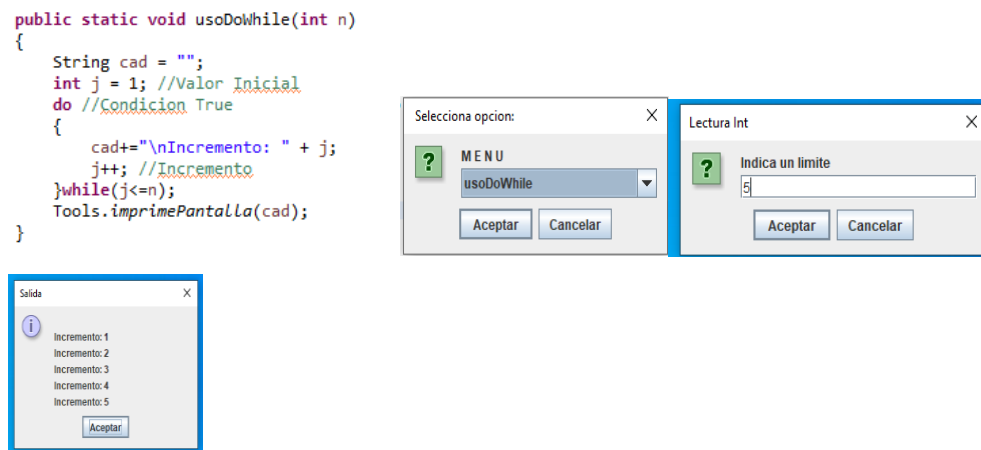 public static void usoDoWhile(int n)
{
    String cad = "";
    int j = 1; //Valor Inicial
    do //Condicion True
    {
        cad+="\nIncremento: " + j;
        j++; //Incremento
    }while(j<=n);
    Tools.imprimePantalla(cad);
}
Selecciona opcion:
M E N U
usoDoWhile
Aceptar Cancelar
Lectura Int
Indica un limite
5
Aceptar Cancelar
Salida
Incremento: 1
Incremento: 2
Incremento: 3
Incremento: 4
Incremento: 5
Aceptar